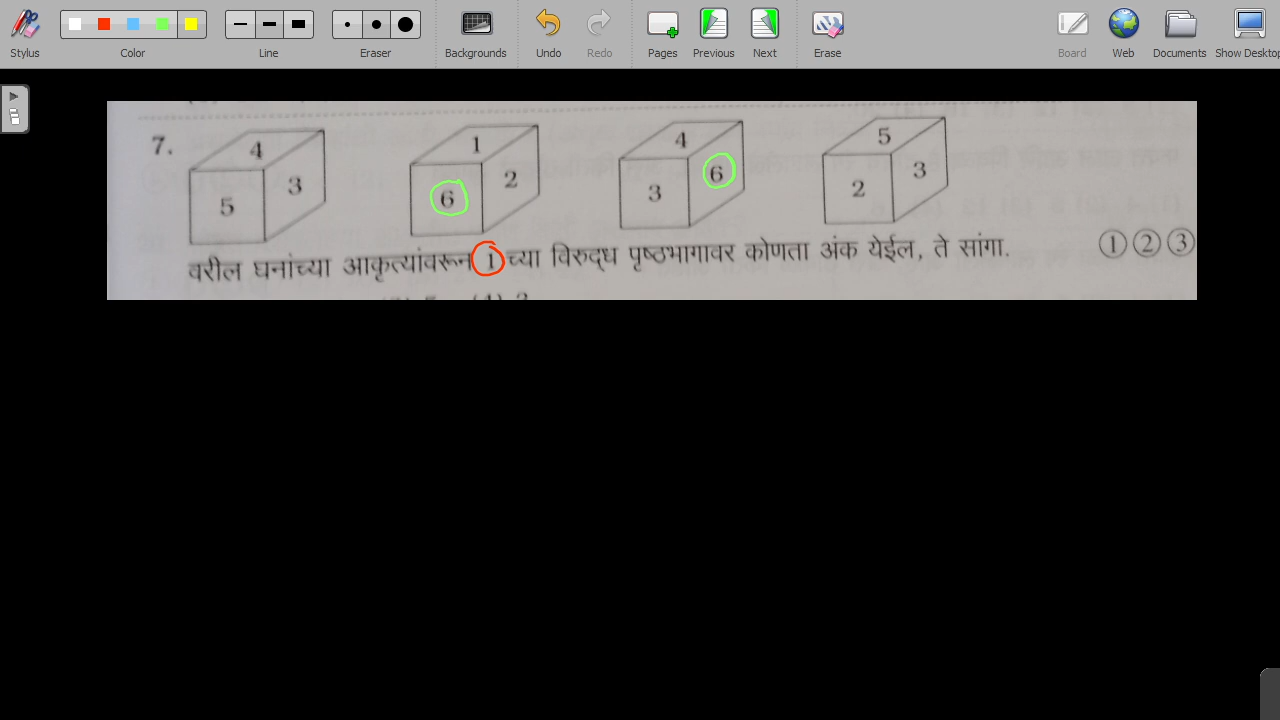 Stylus Color Line Eraser Backgrounds Undo Redo Pages Previous Next Erase Board Web Documents Show Desktop
7. 4 5 3 1 6 2 4 3 6 5 2 3
वरील घनांच्या आकृत्यांवरून 1 च्या विरुद्ध पृष्ठभागावर कोणता अंक येईल, ते सांगा. ① ② ③